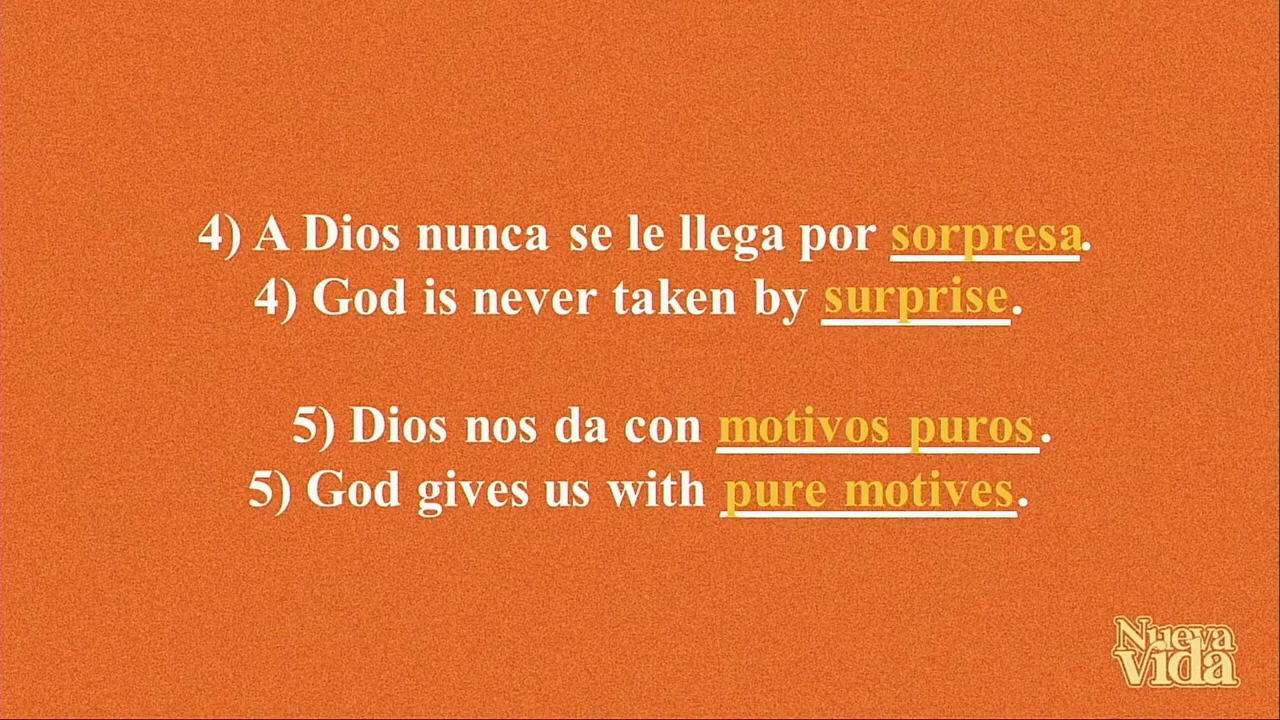 4) A Dios nunca se le llega por sorpresa.
4) God is never taken by surprise.
5) Dios nos da con motivos puros.
5) God gives us with pure motives.
Nueva
Vida